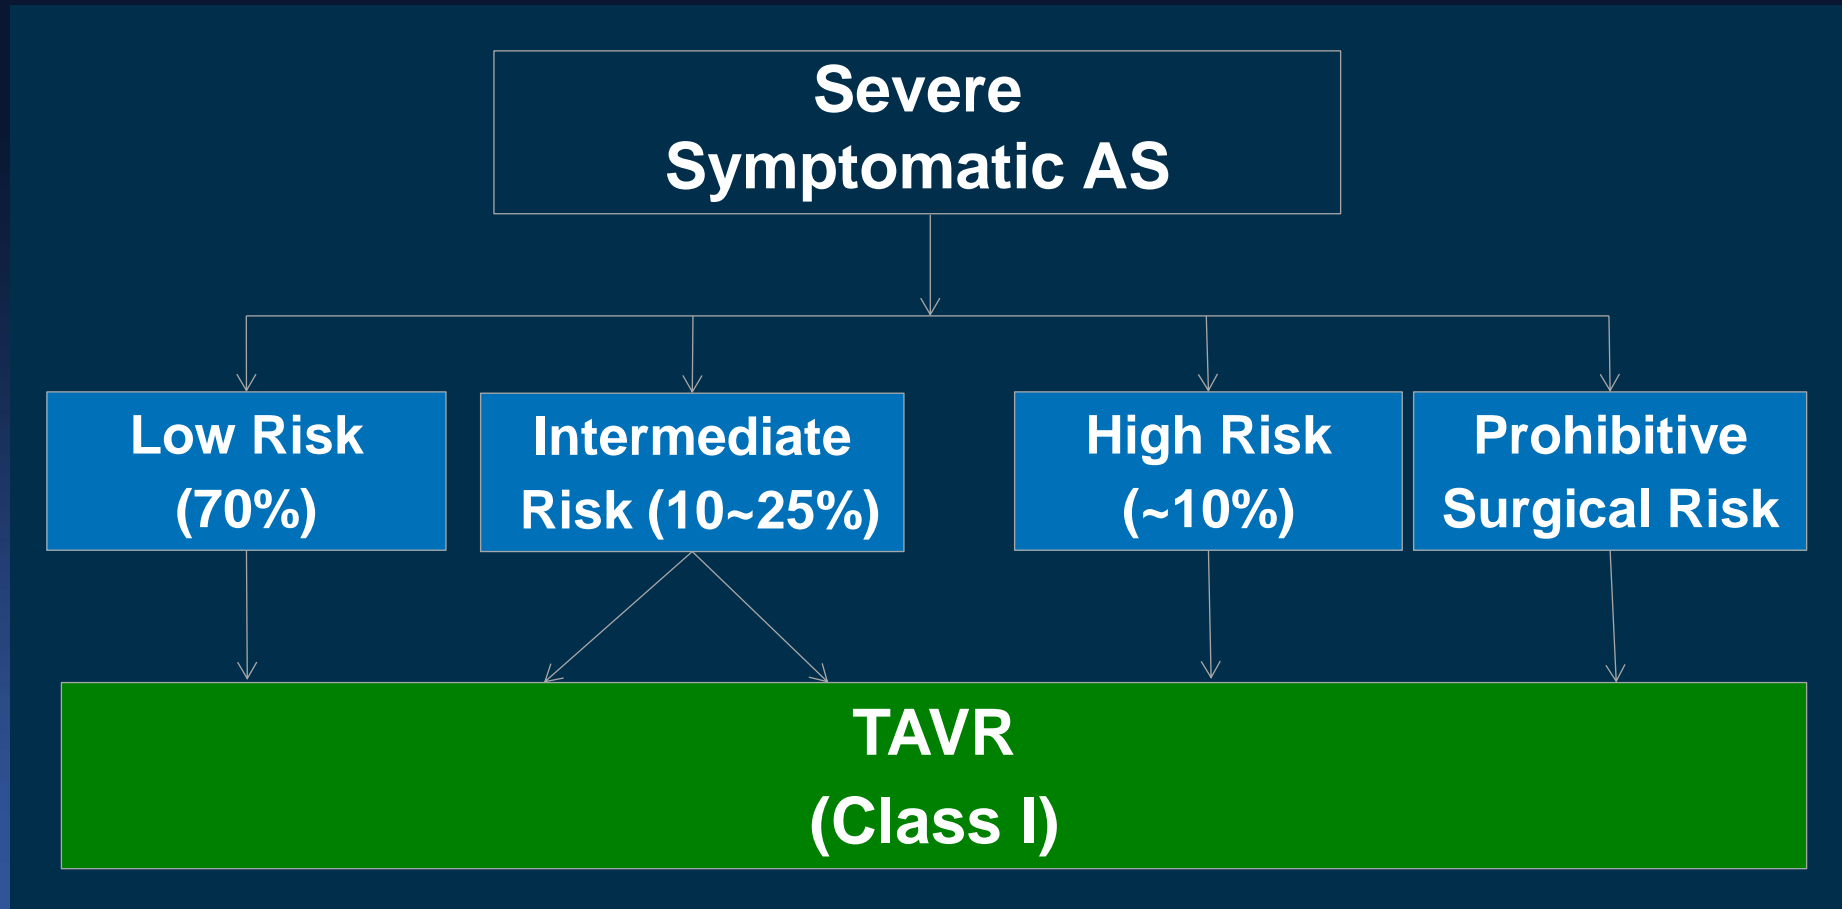 Severe
Symptomatic AS
Low Risk
(70%)
Intermediate
Risk (10~25%)
High Risk
(~10%)
Prohibitive
Surgical Risk
TAVR
(Class I)